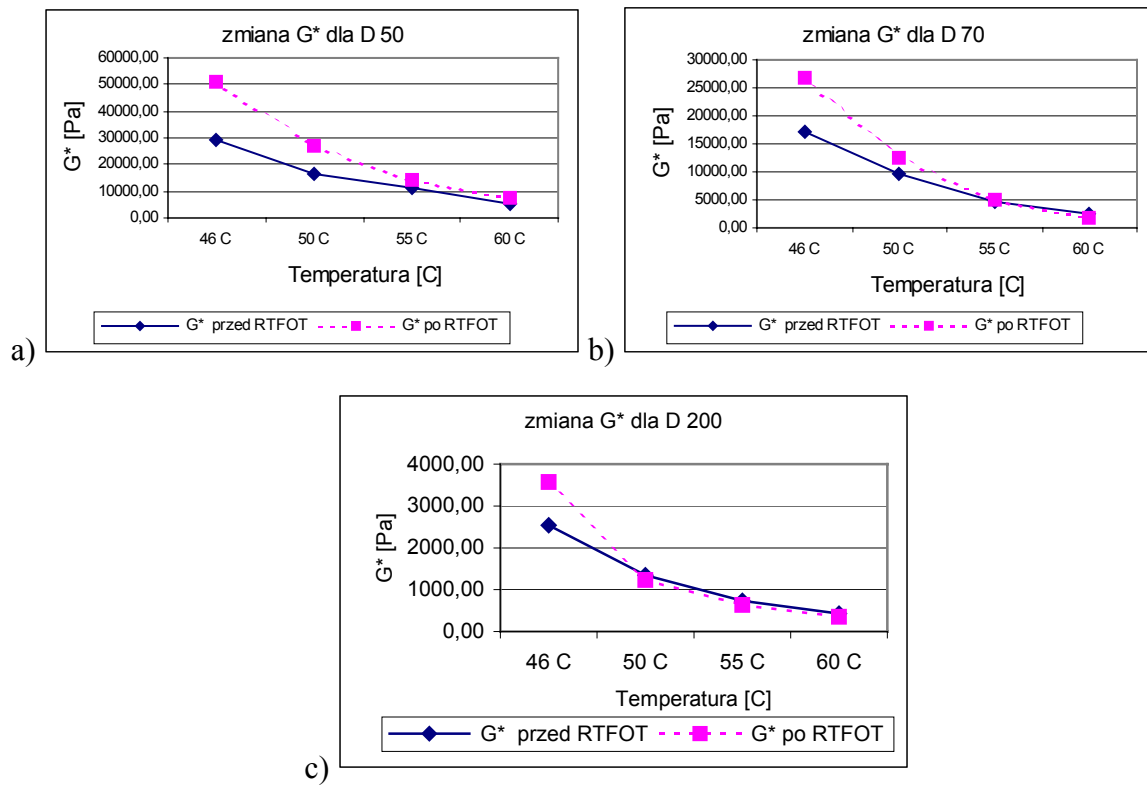 zmiana G* dla D 50
60000,00
50000,00
40000,00
30000,00
20000,00
10000,00
0,00
G* [Pa]
46 C 50 C 55 C 60 C
Temperatura [C]
G* przed RTFOT G* po RTFOT
a)
zmiana G* dla D 70
30000,00
25000,00
20000,00
15000,00
10000,00
5000,00
0,00
G* [Pa]
46 C 50 C 55 C 60 C
Temperatura [C]
G* przed RTFOT G* po RTFOT
b)
zmiana G* dla D 200
4000,00
3000,00
2000,00
1000,00
0,00
G* [Pa]
46 C 50 C 55 C 60 C
Temperatura [C]
G* przed RTFOT G* po RTFOT
c)